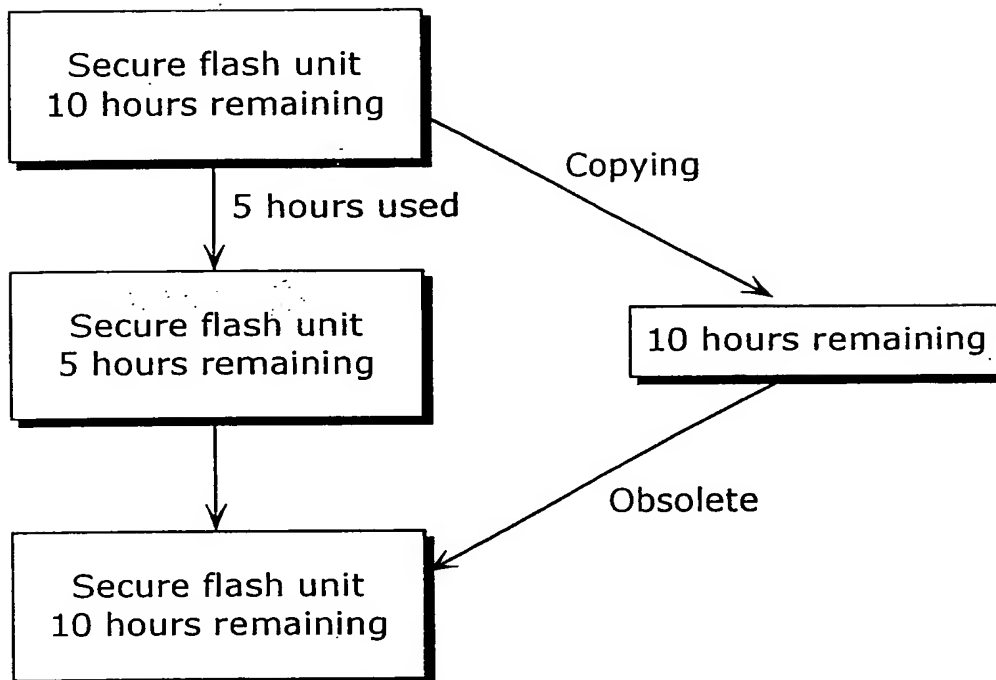 Secure flash unit
10 hours remaining
Copying
5 hours used
Secure flash unit
5 hours remaining
10 hours remaining
Obsolete
Secure flash unit
10 hours remaining